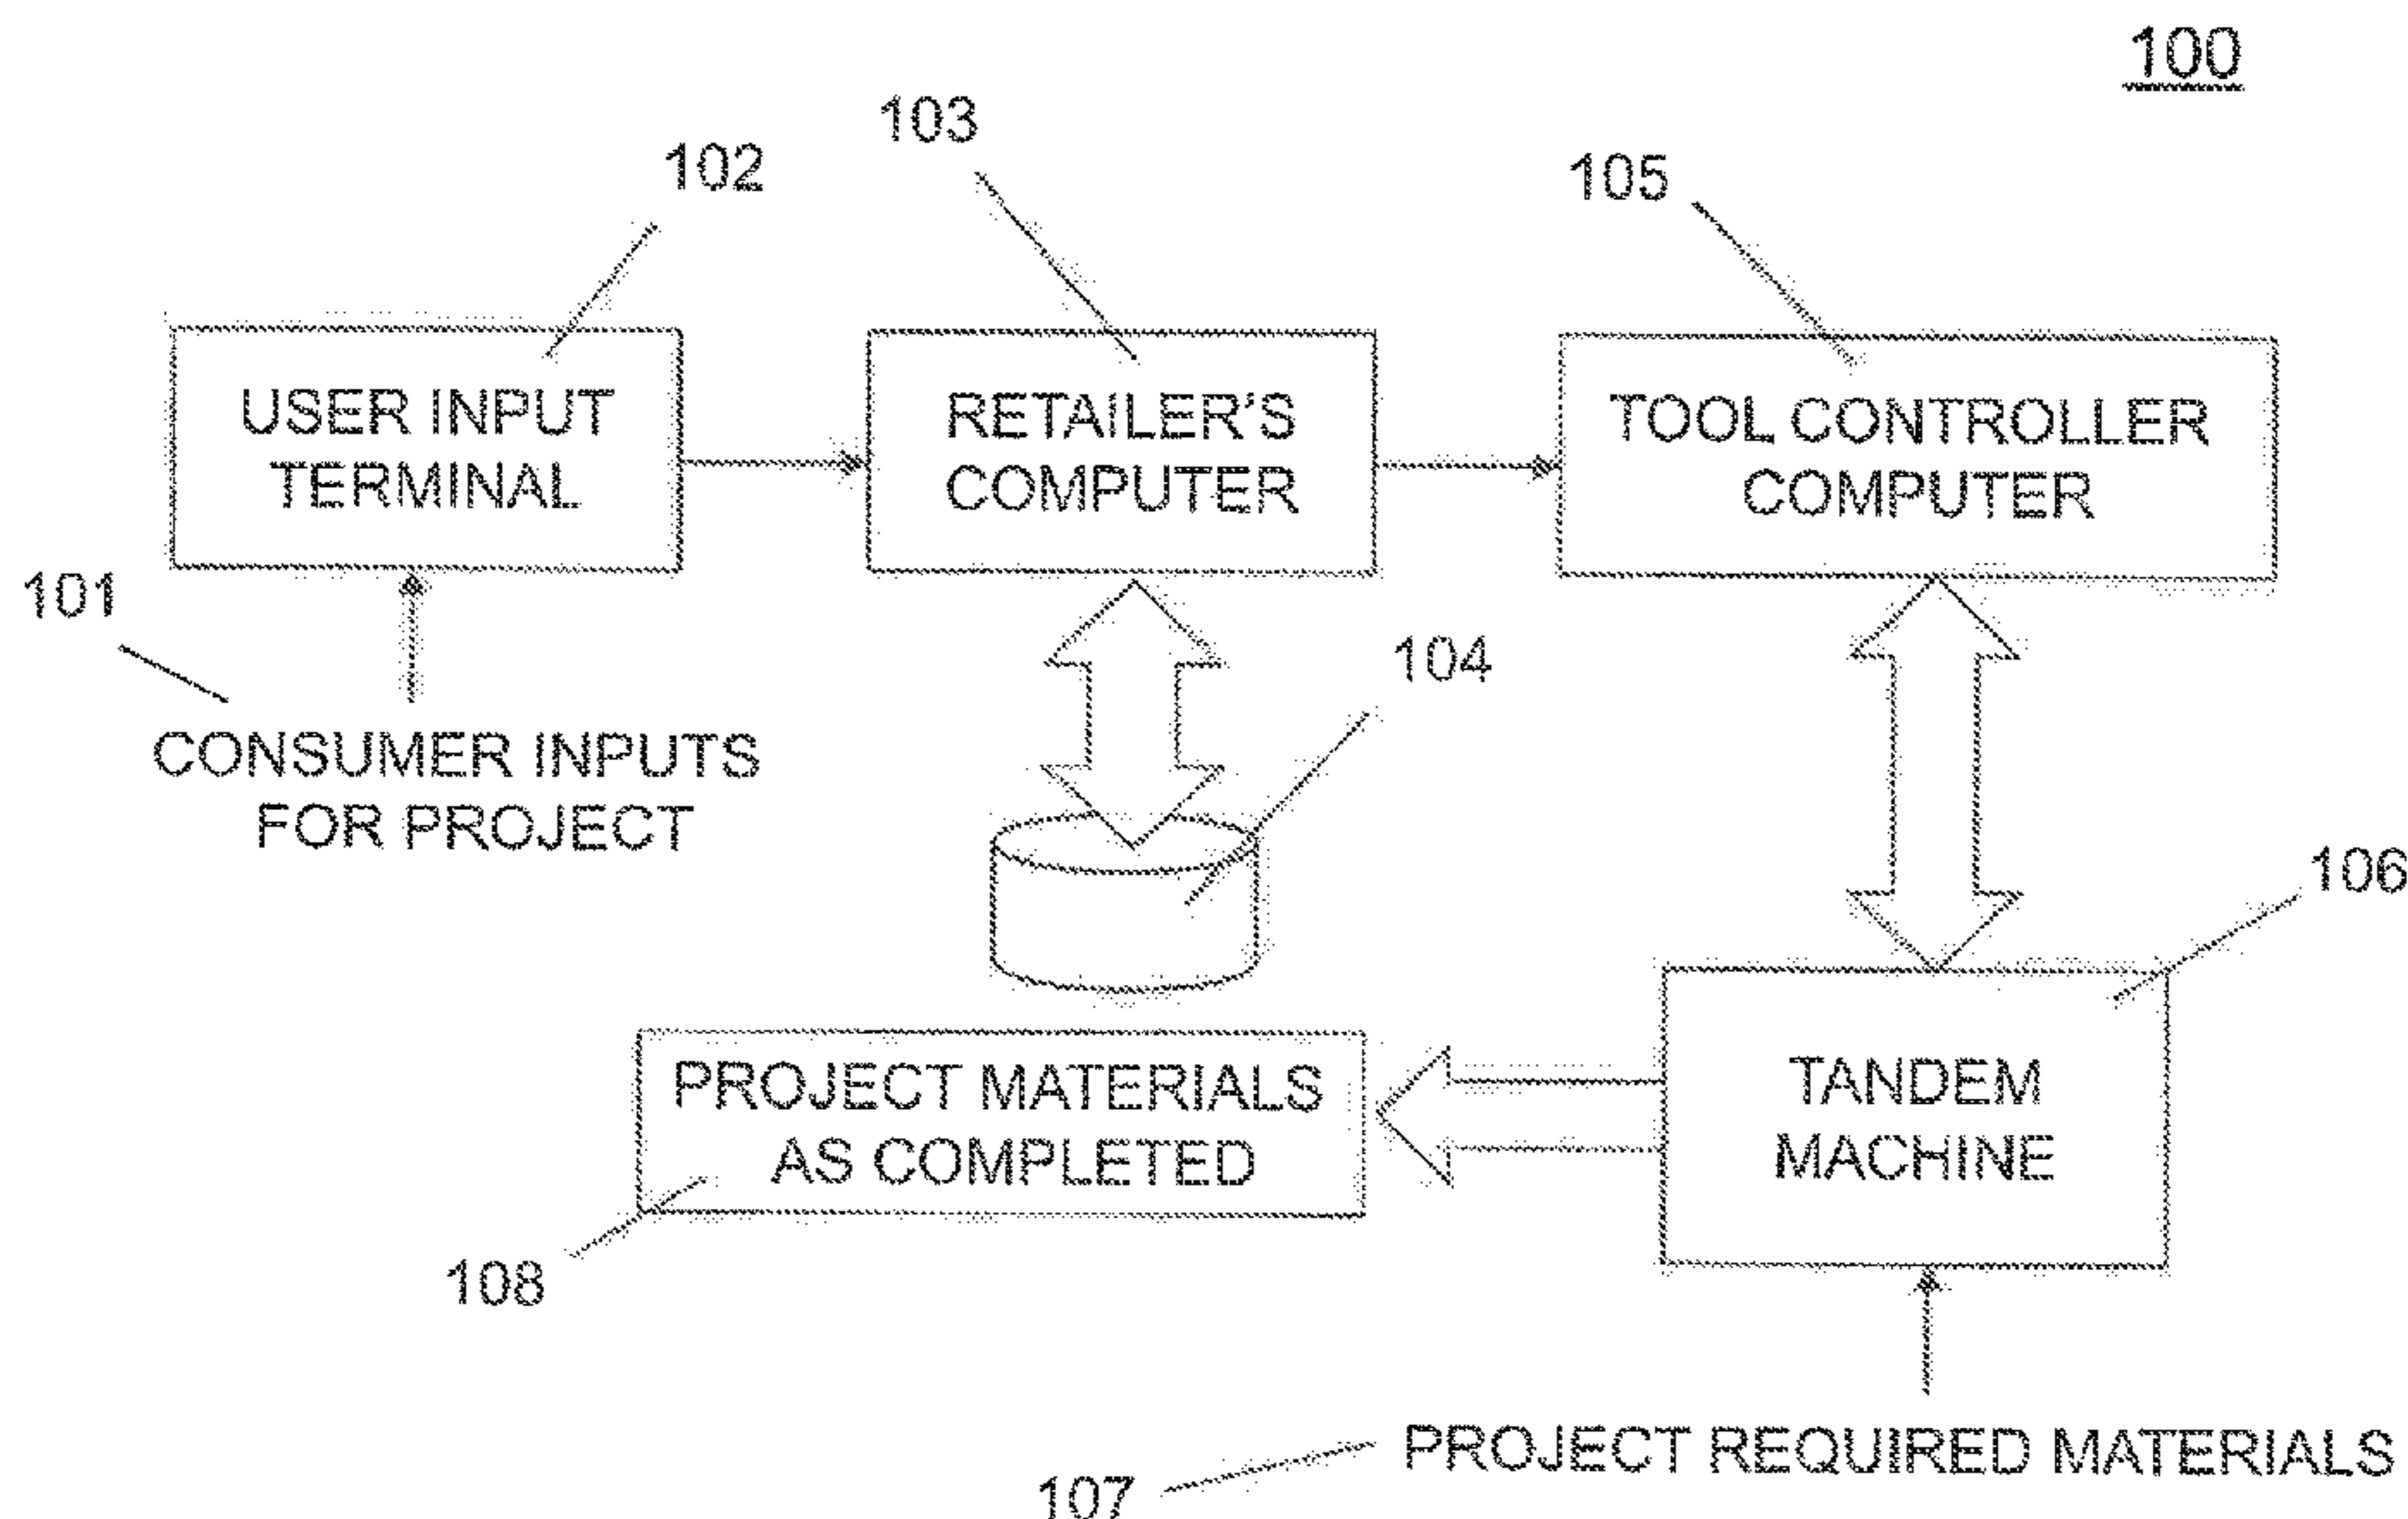 100
103
102
105
USER INPUT
TERMINAL
RETAILER'S
COMPUTER
TOOL CONTROLLER
COMPUTER
101
104
CONSUMER INPUTS
FOR PROJECT
106
PROJECT MATERIALS
AS COMPLETED
TANDEM
MACHINE
108
PROJECT REQUIRED MATERIALS
107